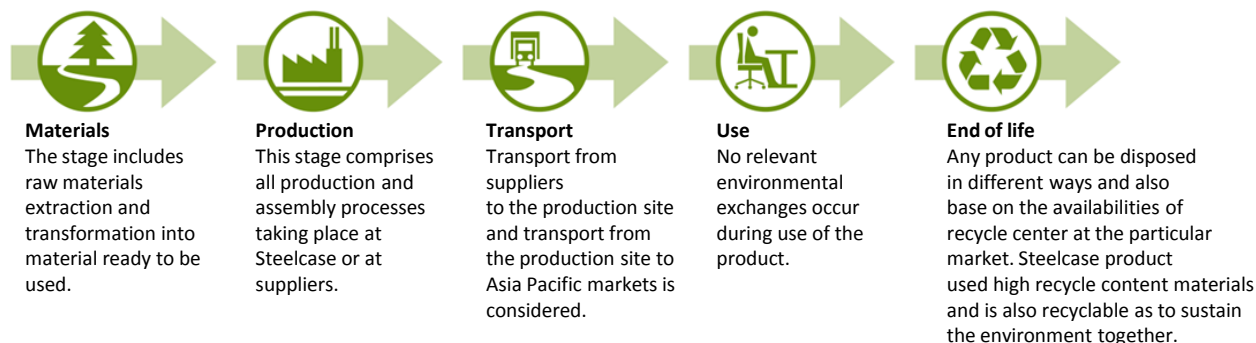 Materials
The stage includes
raw materials
extraction and
transformation into
material ready to be
used.
Production
This stage comprises
all production and
assembly processes
taking place at
Steelcase or at
suppliers.
Transport
Transport from
suppliers
to the production site
and transport from
the production site to
Asia Pacific markets is
considered.
Use
No relevant
environmental
exchanges occur
during use of the
product.
End of life
Any product can be disposed
in different ways and also
base on the availabilities of
recycle center at the particular
market. Steelcase product
used high recycle content materials
and is also recyclable as to sustain
the environment together.